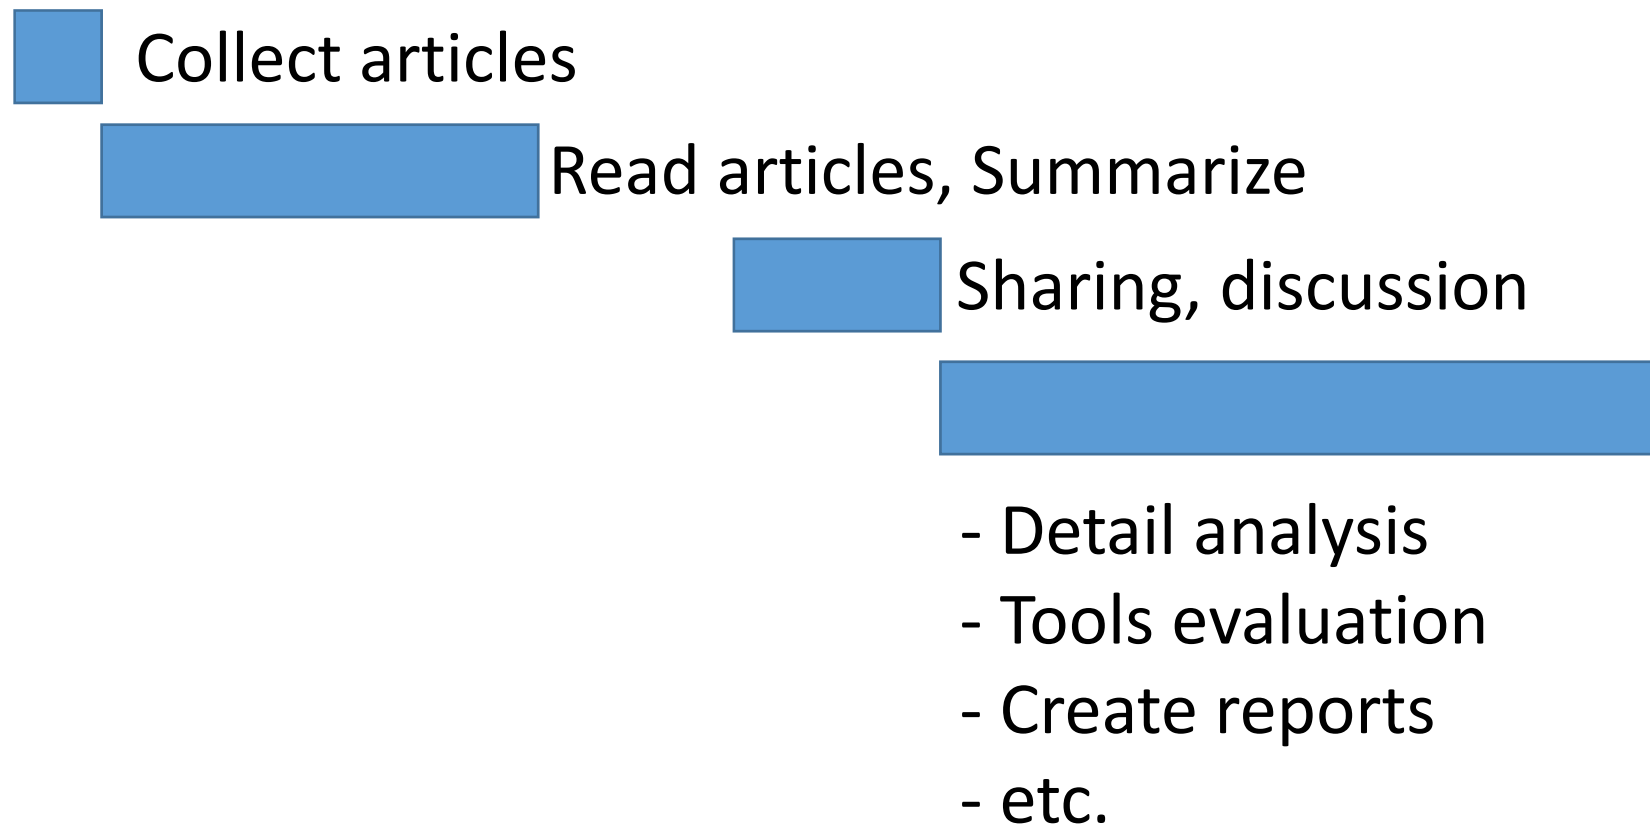 Collect articles
Read articles, Summarize
Sharing, discussion
- Detail analysis
- Tools evaluation
- Create reports
- etc.